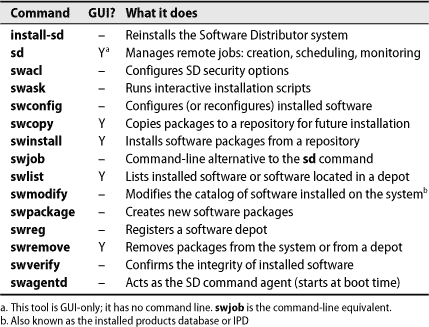 Command GUI? What it does
install-sd – Reinstalls the Software Distributor system
sd Yᵃ Manages remote jobs: creation, scheduling, monitoring
swacl – Configures SD security options
swask – Runs interactive installation scripts
swconfig – Configures (or reconfigures) installed software
swcopy Y Copies packages to a repository for future installation
swinstall Y Installs software packages from a repository
swjob – Command-line alternative to the sd command
swlist Y Lists installed software or software located in a depot
swmodify – Modifies the catalog of software installed on the systemᵇ
swpackage – Creates new software packages
swreg – Registers a software depot
swremove Y Removes packages from the system or from a depot
swverify – Confirms the integrity of installed software
swagentd – Acts as the SD command agent (starts at boot time)
a. This tool is GUI-only; it has no command line. swjob is the command-line equivalent.
b. Also known as the installed products database or IPD